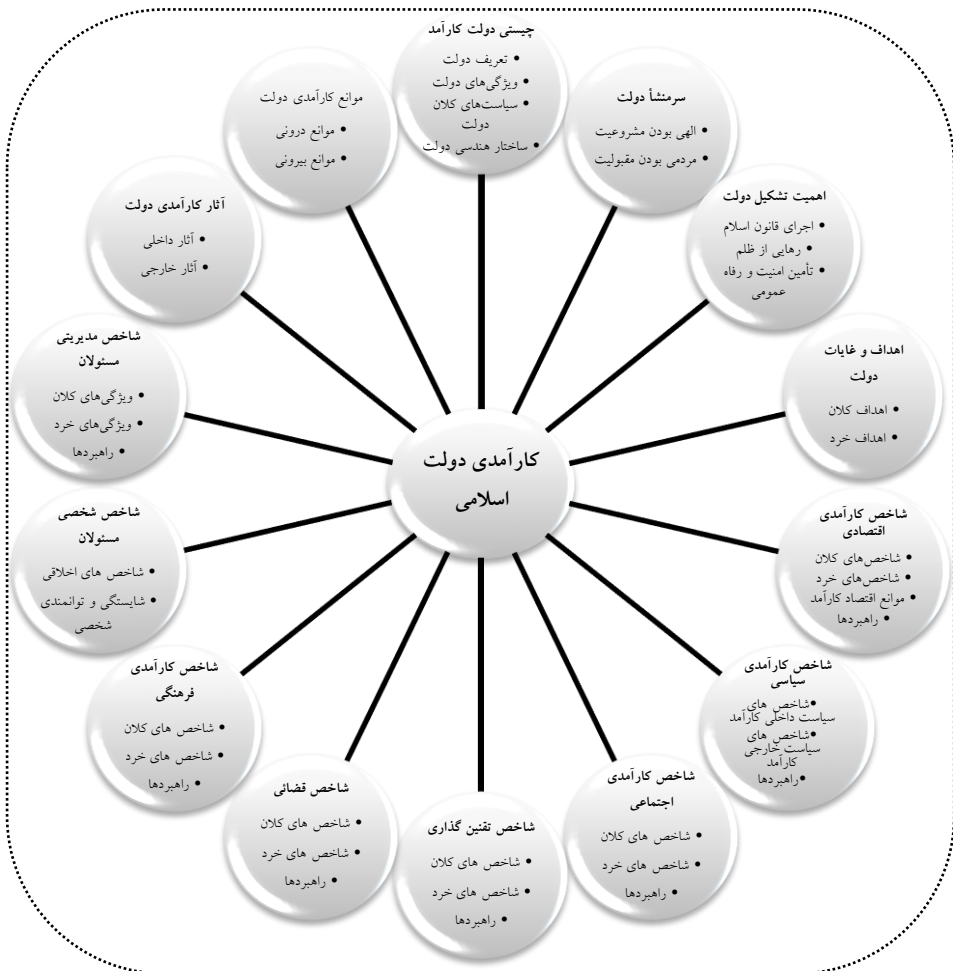 چیستی دولت کارآمد
• تعریف دولت
• ویژگی‌های دولت
• سیاست‌های کلان
دولت
• ساختار هندسی دولت
سرمنشأ دولت
• الهی بودن مشروعیت
• مردمی بودن مقبولیت
اهمیت تشکیل دولت
• اجرای قانون اسلام
• رهایی از ظلم
• تأمین امنیت و رفاه
عمومی
اهداف و غایات
دولت
• اهداف کلان
• اهداف خرد
شاخص کارآمدی
اقتصادی
• شاخص‌های کلان
• شاخص‌های خرد
• موانع اقتصاد کارآمد
• راهبردها
شاخص کارآمدی
سیاسی
•شاخص های
سیاست داخلی کارآمد
•شاخص های
سیاست خارجی
کارآمد
•راهبردها
شاخص کارآمدی
اجتماعی
• شاخص های کلان
• شاخص های خرد
• راهبردها
شاخص تقنین گذاری
• شاخص های کلان
• شاخص های خرد
• راهبردها
شاخص قضائی
• شاخص های کلان
• شاخص های خرد
• راهبردها
شاخص کارآمدی
فرهنگی
• شاخص های کلان
• شاخص های خرد
• راهبردها
شاخص شخصی
مسئولان
• شاخص های اخلاقی
• شایستگی و توانمندی
شخصی
شاخص مدیریتی
مسئولان
• ویژگی‌های کلان
• ویژگی‌های خرد
• راهبردها
آثار کارآمدی دولت
• آثار داخلی
• آثار خارجی
موانع کارآمدی دولت
• موانع درونی
• موانع بیرونی
کارآمدی دولت
اسلامی